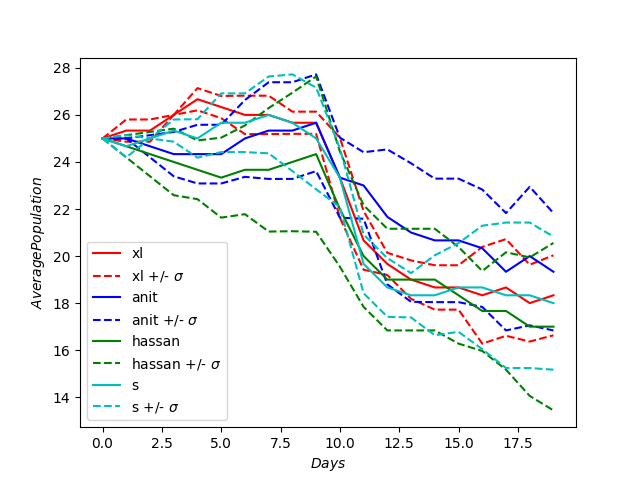 28
26
24
22
20
18
16
14
AveragePopulation
xl
xl +/- σ
anit
anit +/- σ
hassan
hassan +/- σ
s
s +/- σ
0.0 2.5 5.0 7.5 10.0 12.5 15.0 17.5
Days